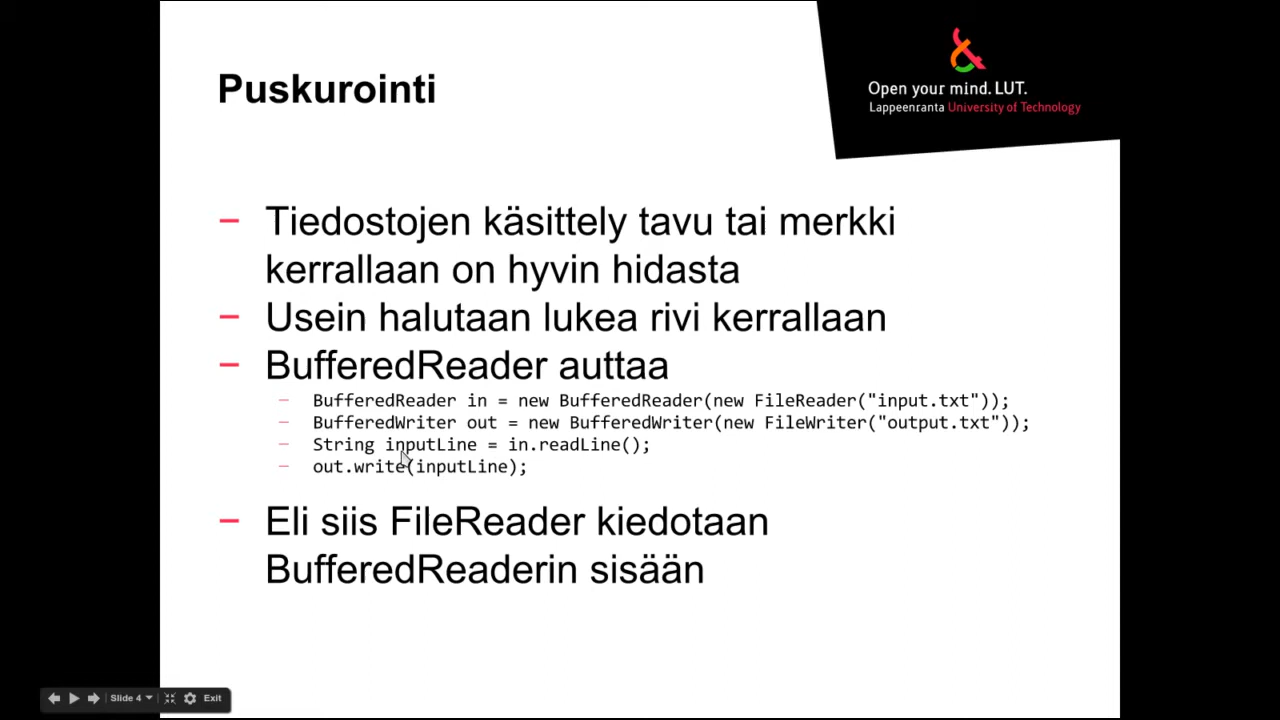 Puskurointi
Open your mind. LUT.
Lappeenranta University of Technology
– Tiedostojen käsittely tavu tai merkki
kerrallaan on hyvin hidasta
– Usein halutaan lukea rivi kerrallaan
– BufferedReader auttaa
– BufferedReader in = new BufferedReader(new FileReader("input.txt"));
– BufferedWriter out = new BufferedWriter(new FileWriter("output.txt"));
– String inputLine = in.readLine();
– out.write(inputLine);
– Eli siis FileReader kiedotaan
BufferedReaderin sisään
Slide 4 Exit